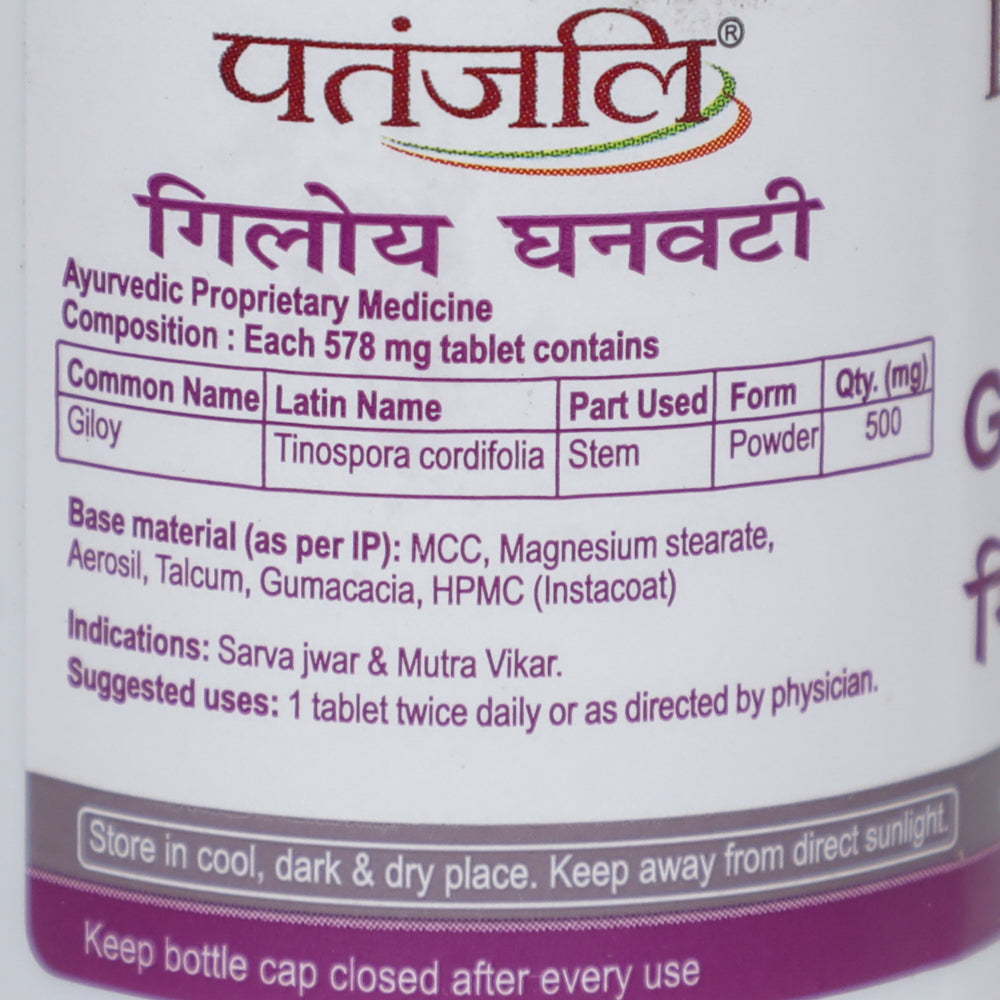 पतंजलि®
गिलोय घनवटी
Ayurvedic Proprietary Medicine
Composition : Each 578 mg tablet contains
Common Name Latin Name Part Used Form Qty. (mg)
Giloy Tinospora cordifolia Stem Powder 500
Base material (as per IP): MCC, Magnesium stearate,
Aerosil, Talcum, Gumacacia, HPMC (Instacoat)
Indications: Sarva jwar & Mutra Vikar.
Suggested uses: 1 tablet twice daily or as directed by physician.
Store in cool, dark & dry place. Keep away from direct sunlight.
Keep bottle cap closed after every use